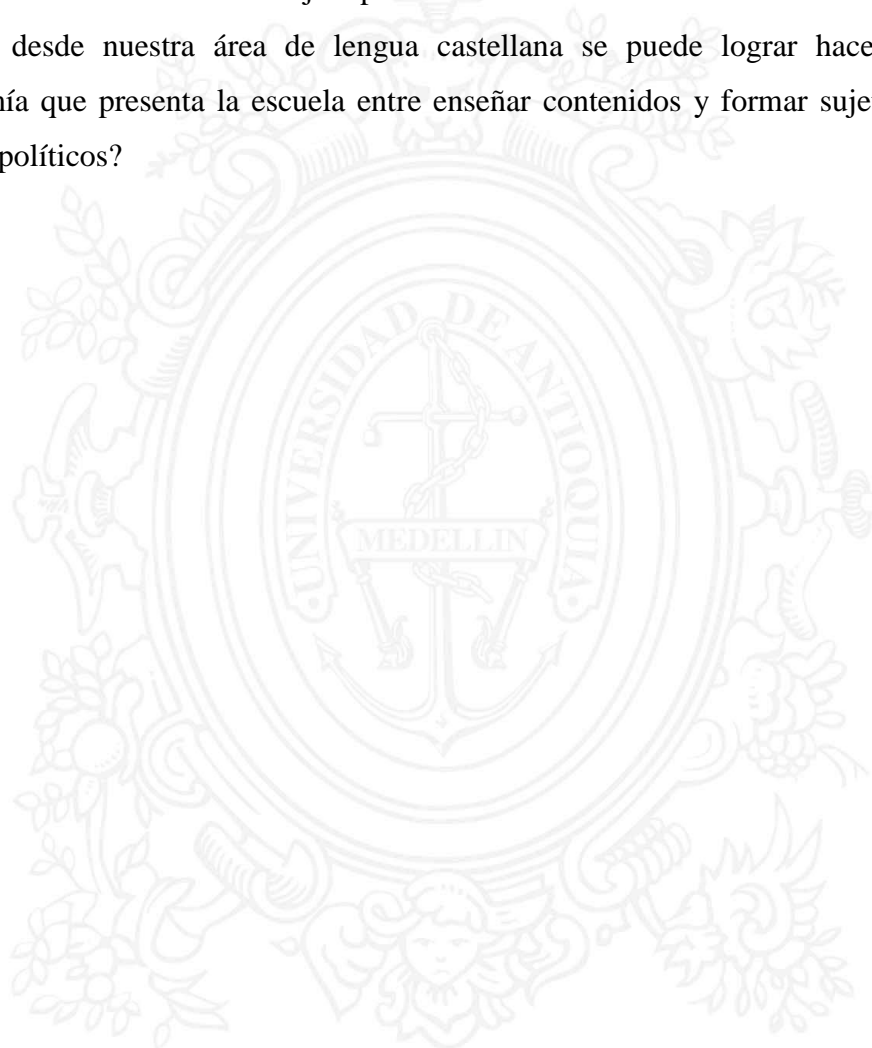 desde nuestra área de lengua castellana se puede lograr hace
ía que presenta la escuela entre enseñar contenidos y formar suje
políticos?
UNIVERSIDAD DE ANTIOQUIA
MEDELLIN